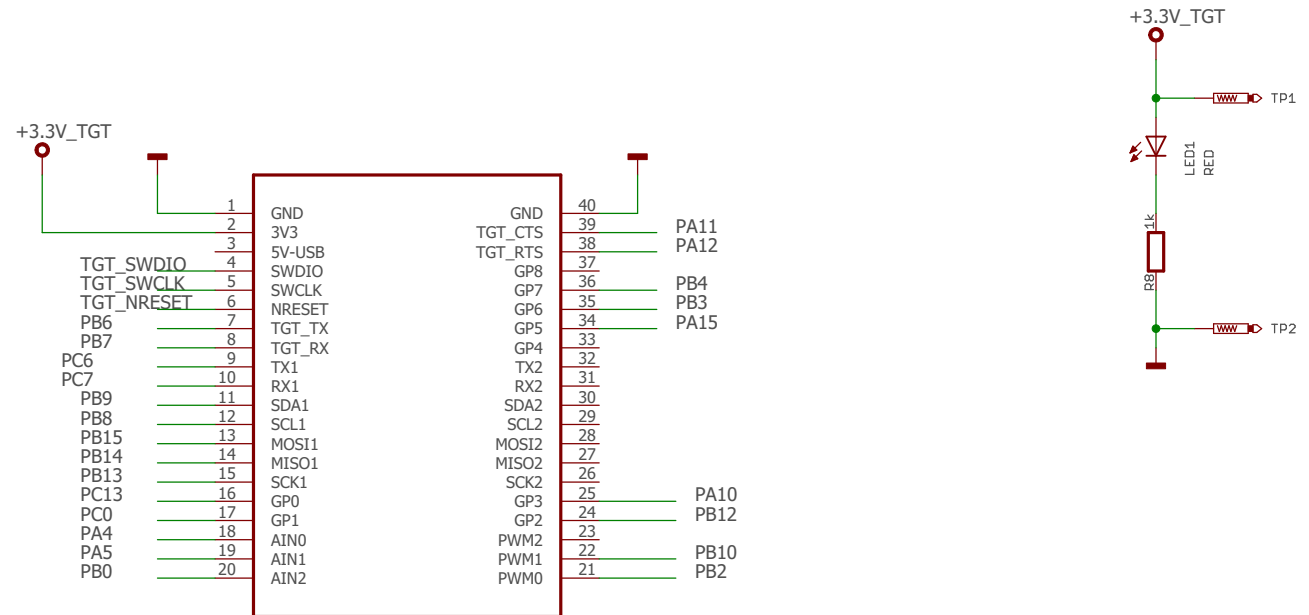 +3.3V_TGT
TP1
LED1
RED
1k
R8
TP2
+3.3V_TGT
1 GND GND 40
2 3V3 TGT_CTS 39 PA11
3 5V-USB TGT_RTS 38 PA12
TGT_SWDIO 4 SWDIO GP8 37
TGT_SWCLK 5 SWCLK GP7 36 PB4
TGT_NRESET 6 NRESET GP6 35 PB3
PB6 7 TGT_TX GP5 34 PA15
PB7 8 TGT_RX GP4 33
PC6 9 TX1 TX2 32
PC7 10 RX1 RX2 31
PB9 11 SDA1 SDA2 30
PB8 12 SCL1 SCL2 29
PB15 13 MOSI1 MOSI2 28
PB14 14 MISO1 MISO2 27
PB13 15 SCK1 SCK2 26
PC13 16 GP0 GP3 25 PA10
PC0 17 GP1 GP2 24 PB12
PA4 18 AIN0 PWM2 23
PA5 19 AIN1 PWM1 22 PB10
PB0 20 AIN2 PWM0 21 PB2